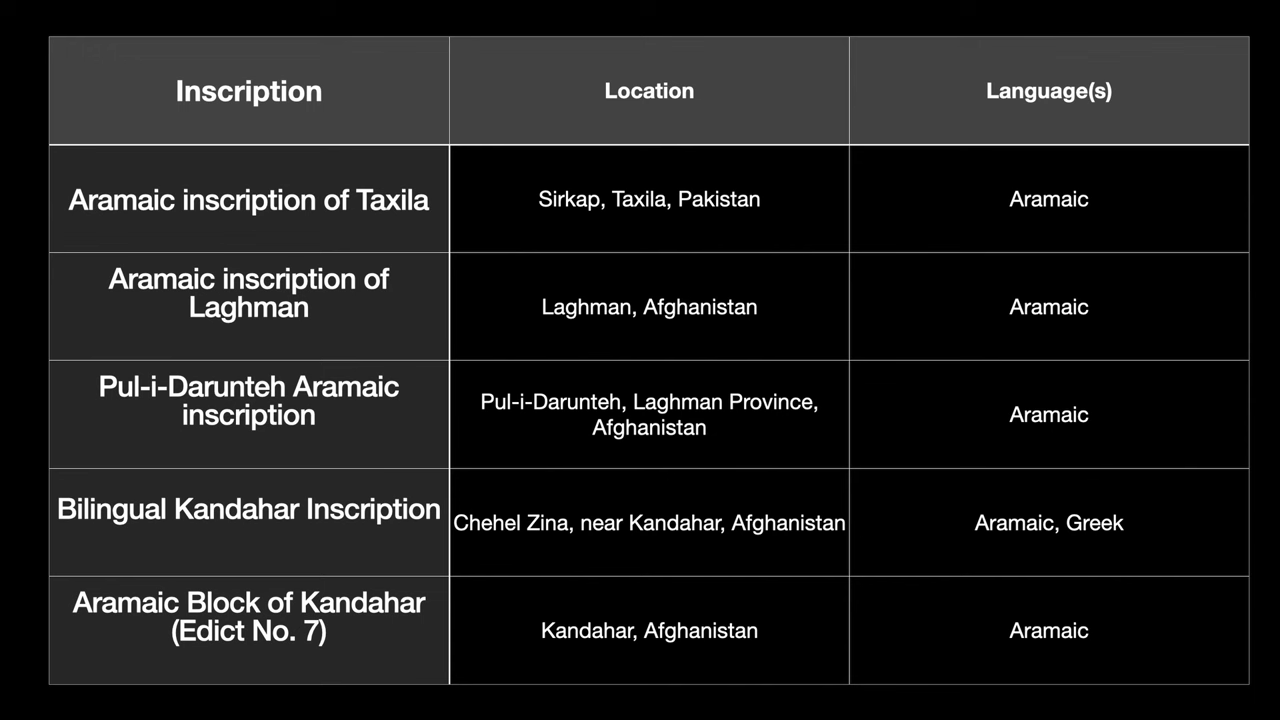 Inscription
Location
Language(s)
Aramaic inscription of Taxila
Sirkap, Taxila, Pakistan
Aramaic
Aramaic inscription of
Laghman
Laghman, Afghanistan
Aramaic
Pul-i-Darunteh Aramaic
inscription
Pul-i-Darunteh, Laghman Province,
Afghanistan
Aramaic
Bilingual Kandahar Inscription
Chehel Zina, near Kandahar, Afghanistan
Aramaic, Greek
Aramaic Block of Kandahar
(Edict No. 7)
Kandahar, Afghanistan
Aramaic